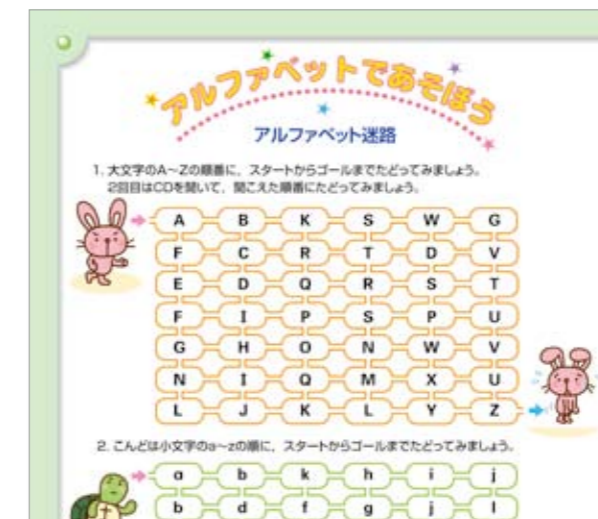 アルファベットであそぼう
アルファベット迷路
1. 大文字のA～Zの順番に、スタートからゴールまでたどってみましょう。
2回目はCDを聞いて、聞こえた順番にたどってみましょう。
A B K S W G
F C R T D V
E D Q R S T
F I P S P U
G H O N W V
N I Q M X U
L J K L Y Z
2. こんどは小文字のa～zの順に、スタートからゴールまでたどってみましょう。
a b k h i j
b d f g j l